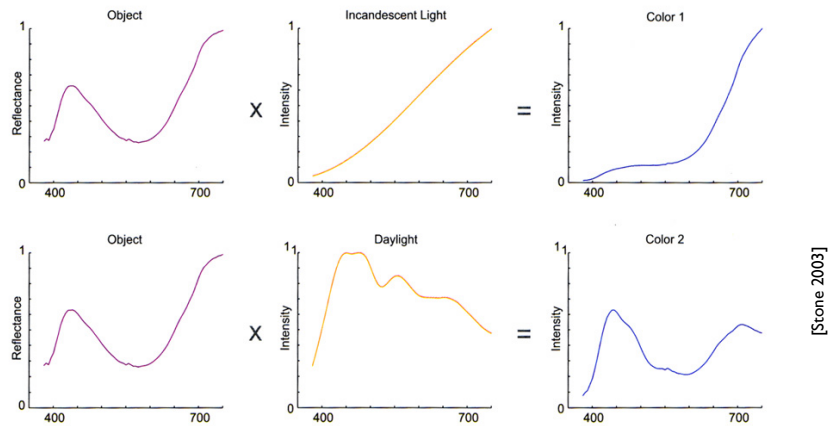 Object
Incandescent Light
Color 1
1
Reflectance
0
400
700
X
1
Intensity
0
400
700
=
1
Intensity
0
400
700
Object
Daylight
Color 2
1
Reflectance
0
400
700
X
11
Intensity
0
400
700
=
11
Intensity
0
400
700
[Stone 2003]